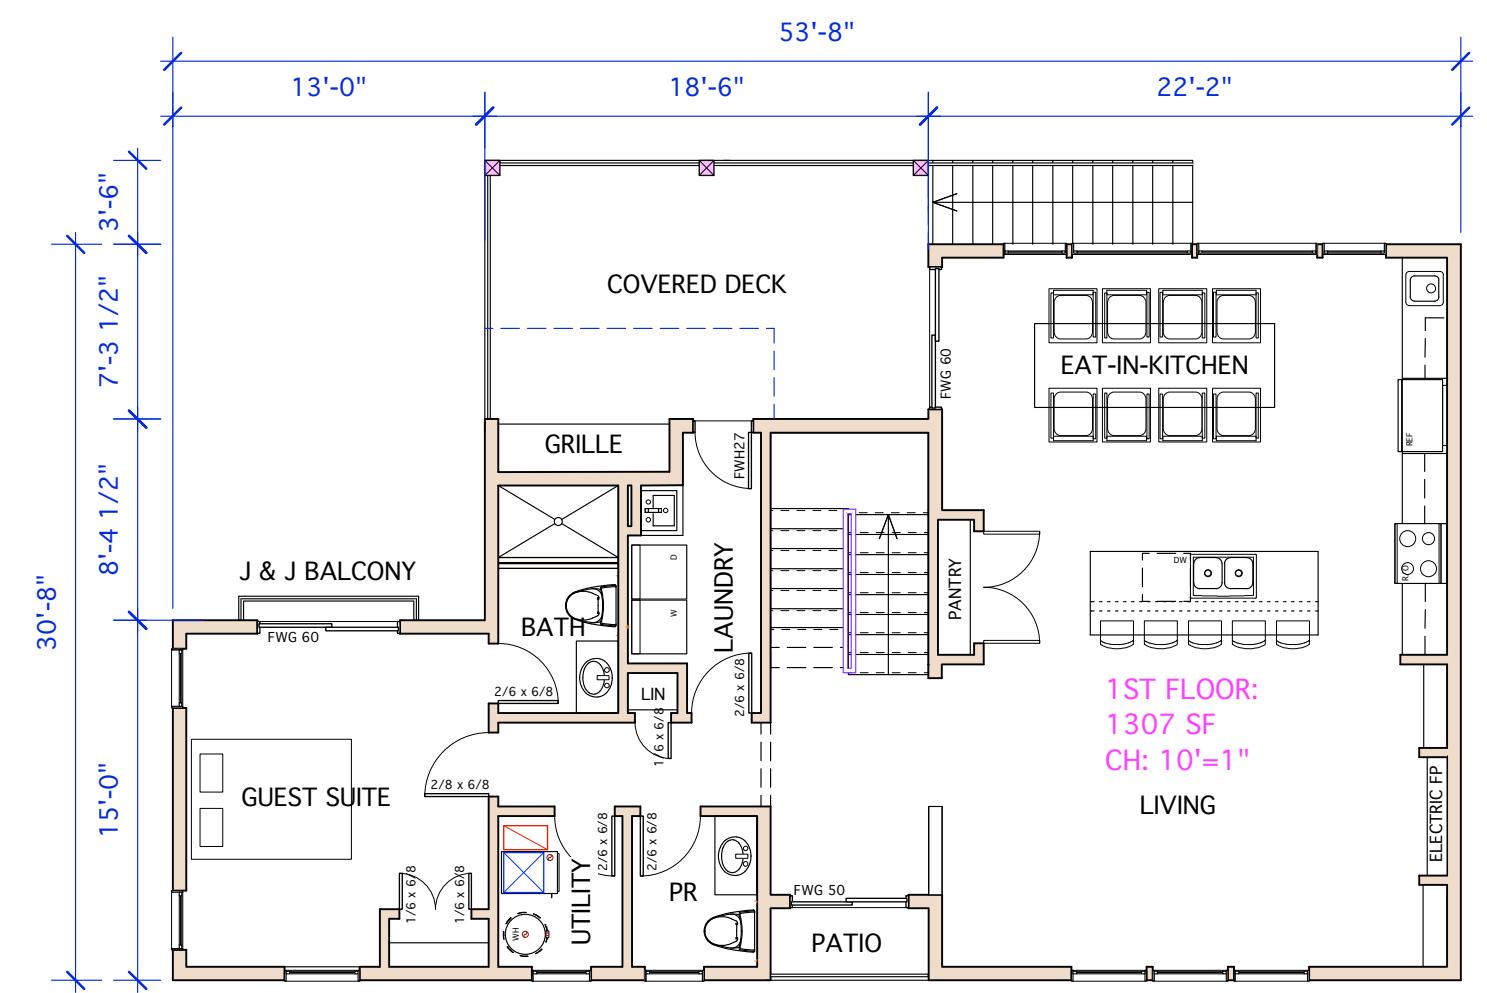 53'-8"
13'-0"
18'-6"
22'-2"
3'-6"
7'-3 1/2"
8'-4 1/2"
30'-8"
15'-0"
COVERED DECK
FWG 60
EAT-IN-KITCHEN
REF
GRILLE
FWH27
J & J BALCONY
FWG 60
BATH
D
W
LAUNDRY
PANTRY
DW
2/6 x 6/8
LIN
1/6 x 6/8
2/6 x 6/8
1ST FLOOR:
1307 SF
CH: 10'=1"
LIVING
ELECTRIC FP
GUEST SUITE
2/8 x 6/8
1/6 x 6/8
1/6 x 6/8
2/6 x 6/8
2/6 x 6/8
UTILITY
WH
PR
FWG 50
PATIO